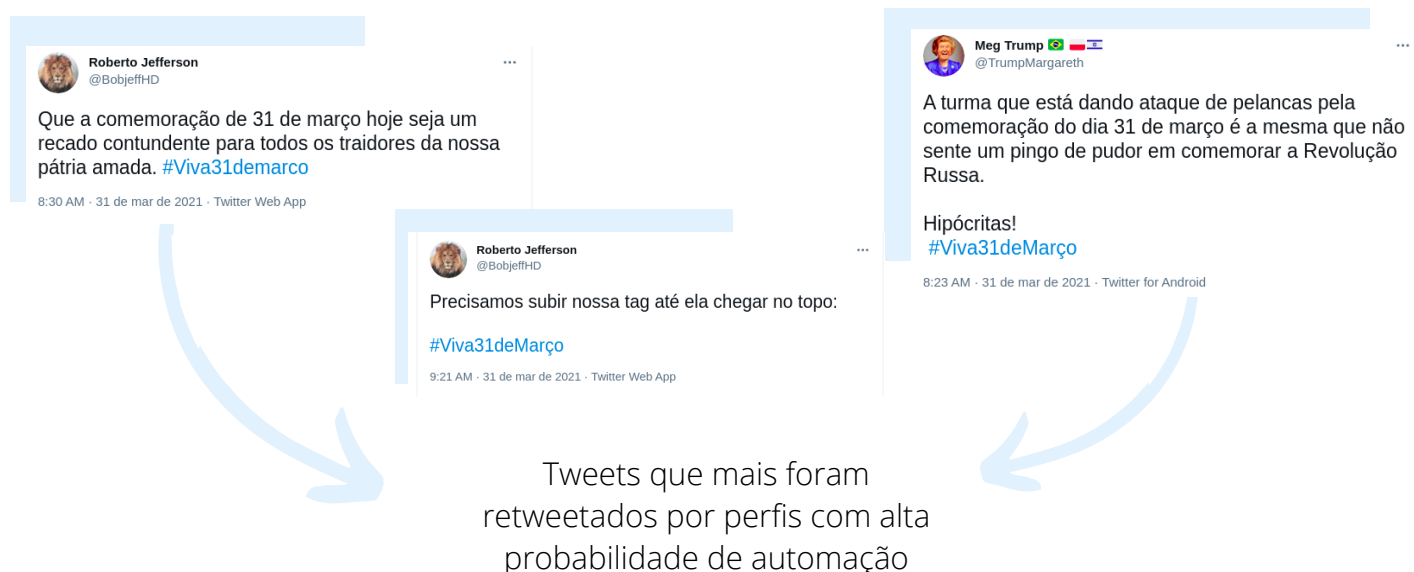 Roberto Jefferson
@BobjeffHD
Que a comemoração de 31 de março hoje seja um
recado contundente para todos os traidores da nossa
pátria amada. #Viva31demarco
8:30 AM · 31 de mar de 2021 · Twitter Web App
Roberto Jefferson
@BobjeffHD
Precisamos subir nossa tag até ela chegar no topo:
#Viva31deMarço
9:21 AM · 31 de mar de 2021 · Twitter Web App
Meg Trump
@TrumpMargareth
A turma que está dando ataque de pelancas pela
comemoração do dia 31 de março é a mesma que não
sente um pingo de pudor em comemorar a Revolução
Russa.
Hipócritas!
#Viva31deMarço
8:23 AM · 31 de mar de 2021 · Twitter for Android
Tweets que mais foram
retweetados por perfis com alta
probabilidade de automação